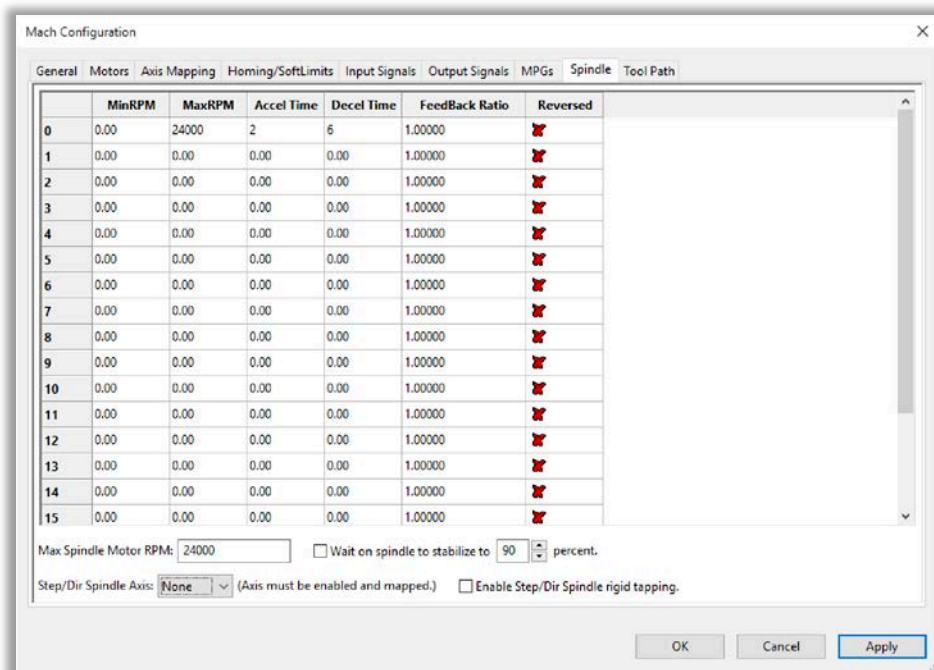 Mach Configuration
General Motors Axis Mapping Homing/SoftLimits Input Signals Output Signals MPGs Spindle Tool Path
MinRPM MaxRPM Accel Time Decel Time FeedBack Ratio Reversed
0 0.00 24000 2 6 1.00000
1 0.00 0.00 0.00 0.00 1.00000
2 0.00 0.00 0.00 0.00 1.00000
3 0.00 0.00 0.00 0.00 1.00000
4 0.00 0.00 0.00 0.00 1.00000
5 0.00 0.00 0.00 0.00 1.00000
6 0.00 0.00 0.00 0.00 1.00000
7 0.00 0.00 0.00 0.00 1.00000
8 0.00 0.00 0.00 0.00 1.00000
9 0.00 0.00 0.00 0.00 1.00000
10 0.00 0.00 0.00 0.00 1.00000
11 0.00 0.00 0.00 0.00 1.00000
12 0.00 0.00 0.00 0.00 1.00000
13 0.00 0.00 0.00 0.00 1.00000
14 0.00 0.00 0.00 0.00 1.00000
15 0.00 0.00 0.00 0.00 1.00000
Max Spindle Motor RPM: 24000 Wait on spindle to stabilize to 90 percent.
Step/Dir Spindle Axis: None (Axis must be enabled and mapped.) Enable Step/Dir Spindle rigid tapping.
OK Cancel Apply